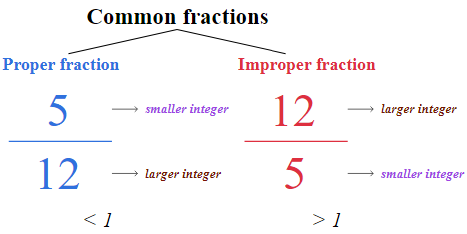 Common fractions
Proper fraction
Improper fraction
5
smaller integer
12
larger integer
12
larger integer
5
smaller integer
< 1
> 1